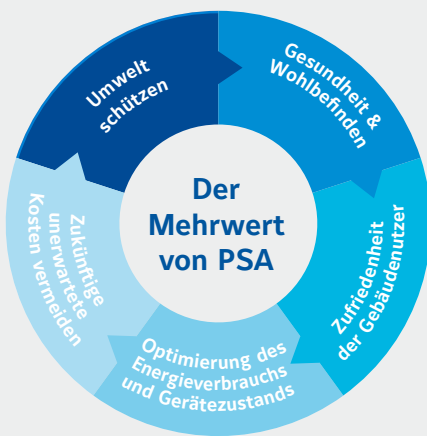 Der
Mehrwert
von PSA
Umwelt
schützen
Gesundheit &
Wohlbefinden
Zufriedenheit
der Gebäudenutzer
Optimierung des
Energieverbrauchs
und Gerätezustands
Zukünftige
unerwartete
Kosten vermeiden